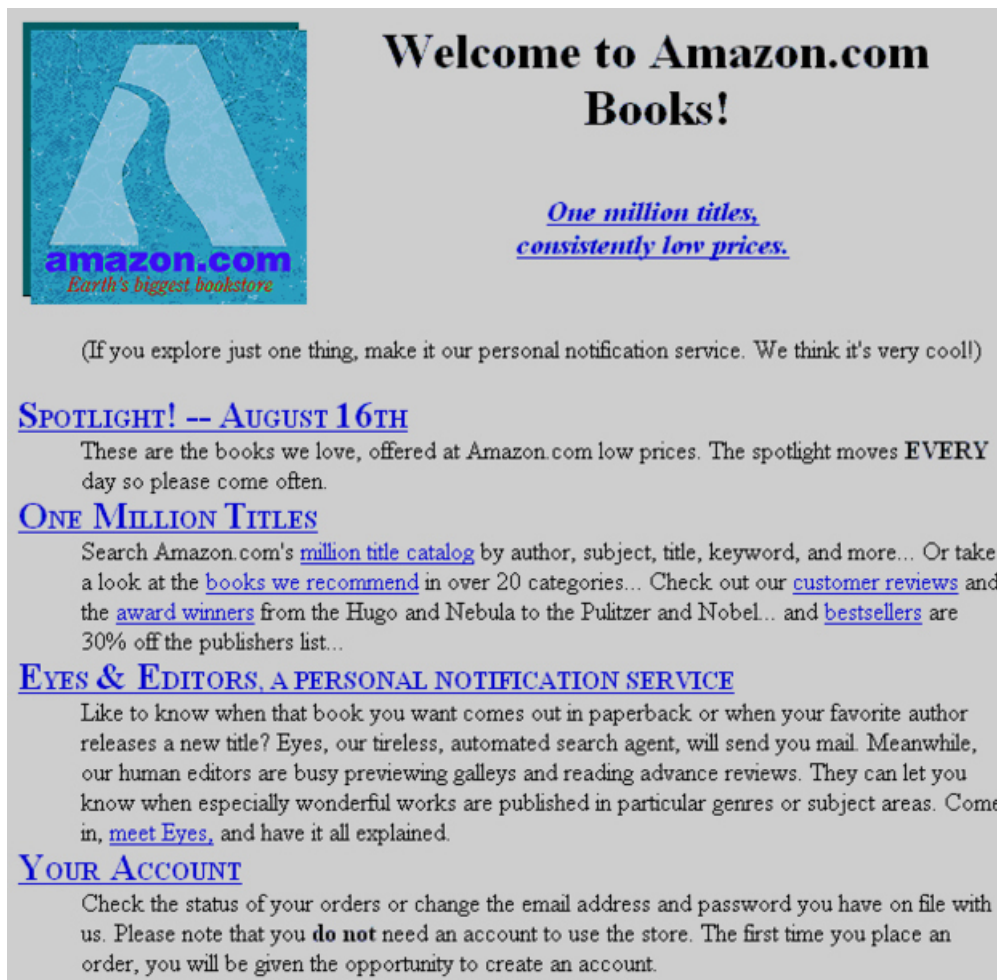 Welcome to Amazon.com
Books!
One million titles,
consistently low prices.
amazon.com
Earth's biggest bookstore
(If you explore just one thing, make it our personal notification service. We think it's very cool!)
SPOTLIGHT! -- AUGUST 16TH
These are the books we love, offered at Amazon.com low prices. The spotlight moves EVERY
day so please come often.
ONE MILLION TITLES
Search Amazon.com's million title catalog by author, subject, title, keyword, and more... Or take
a look at the books we recommend in over 20 categories... Check out our customer reviews and
the award winners from the Hugo and Nebula to the Pulitzer and Nobel... and bestsellers are
30% off the publishers list...
EYES & EDITORS, A PERSONAL NOTIFICATION SERVICE
Like to know when that book you want comes out in paperback or when your favorite author
releases a new title? Eyes, our tireless, automated search agent, will send you mail. Meanwhile,
our human editors are busy previewing galleys and reading advance reviews. They can let you
know when especially wonderful works are published in particular genres or subject areas. Come
in, meet Eyes, and have it all explained.
YOUR ACCOUNT
Check the status of your orders or change the email address and password you have on file with
us. Please note that you do not need an account to use the store. The first time you place an
order, you will be given the opportunity to create an account.